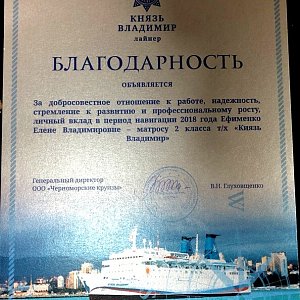 КНЯЗЬ
ВЛАДИМИР
лайнер
БЛАГОДАРНОСТЬ
ОБЪЯВЛЯЕТСЯ
За добросовестное отношение к работе, надежность,
стремление к развитию и профессиональному росту,
личный вклад в период навигации 2018 года Ефименко
Елене Владимировне – матросу 2 класса т/х «Князь
Владимир»
Генеральный директор
ООО «Черноморские круизы»
В.Н. Глуховщенко